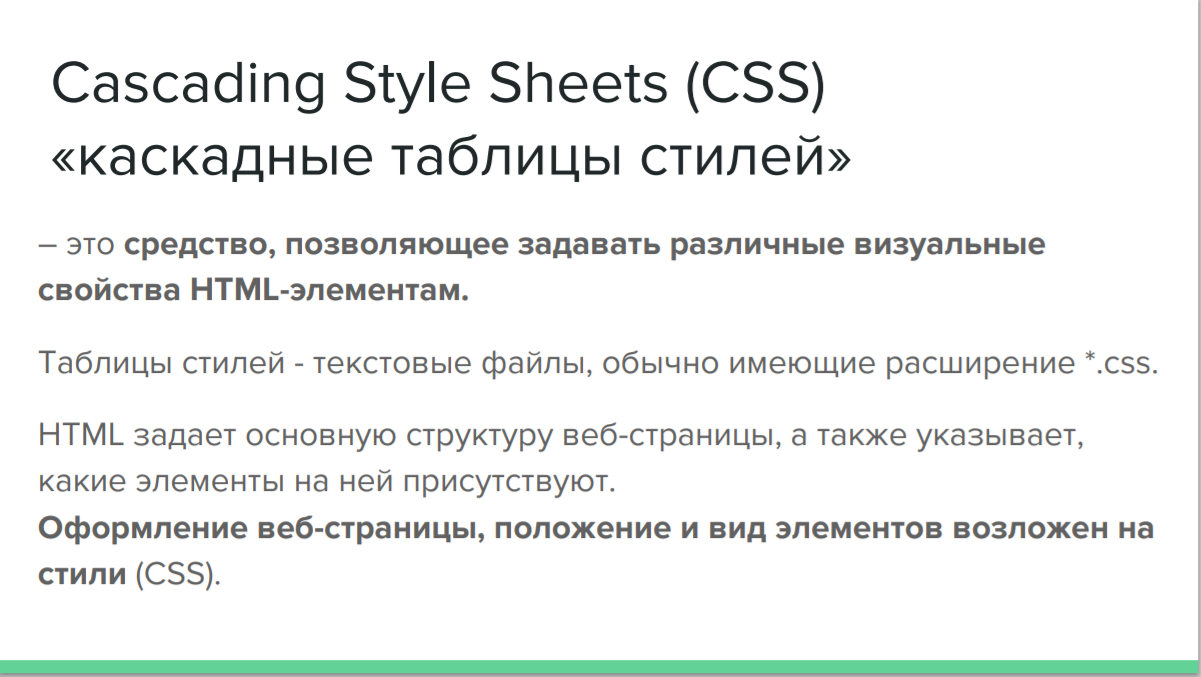 Cascading Style Sheets (CSS)
«каскадные таблицы стилей»
– это средство, позволяющее задавать различные визуальные
свойства HTML-элементам.
Таблицы стилей - текстовые файлы, обычно имеющие расширение *.css.
HTML задает основную структуру веб-страницы, а также указывает,
какие элементы на ней присутствуют.
Оформление веб-страницы, положение и вид элементов возложен на
стили (CSS).